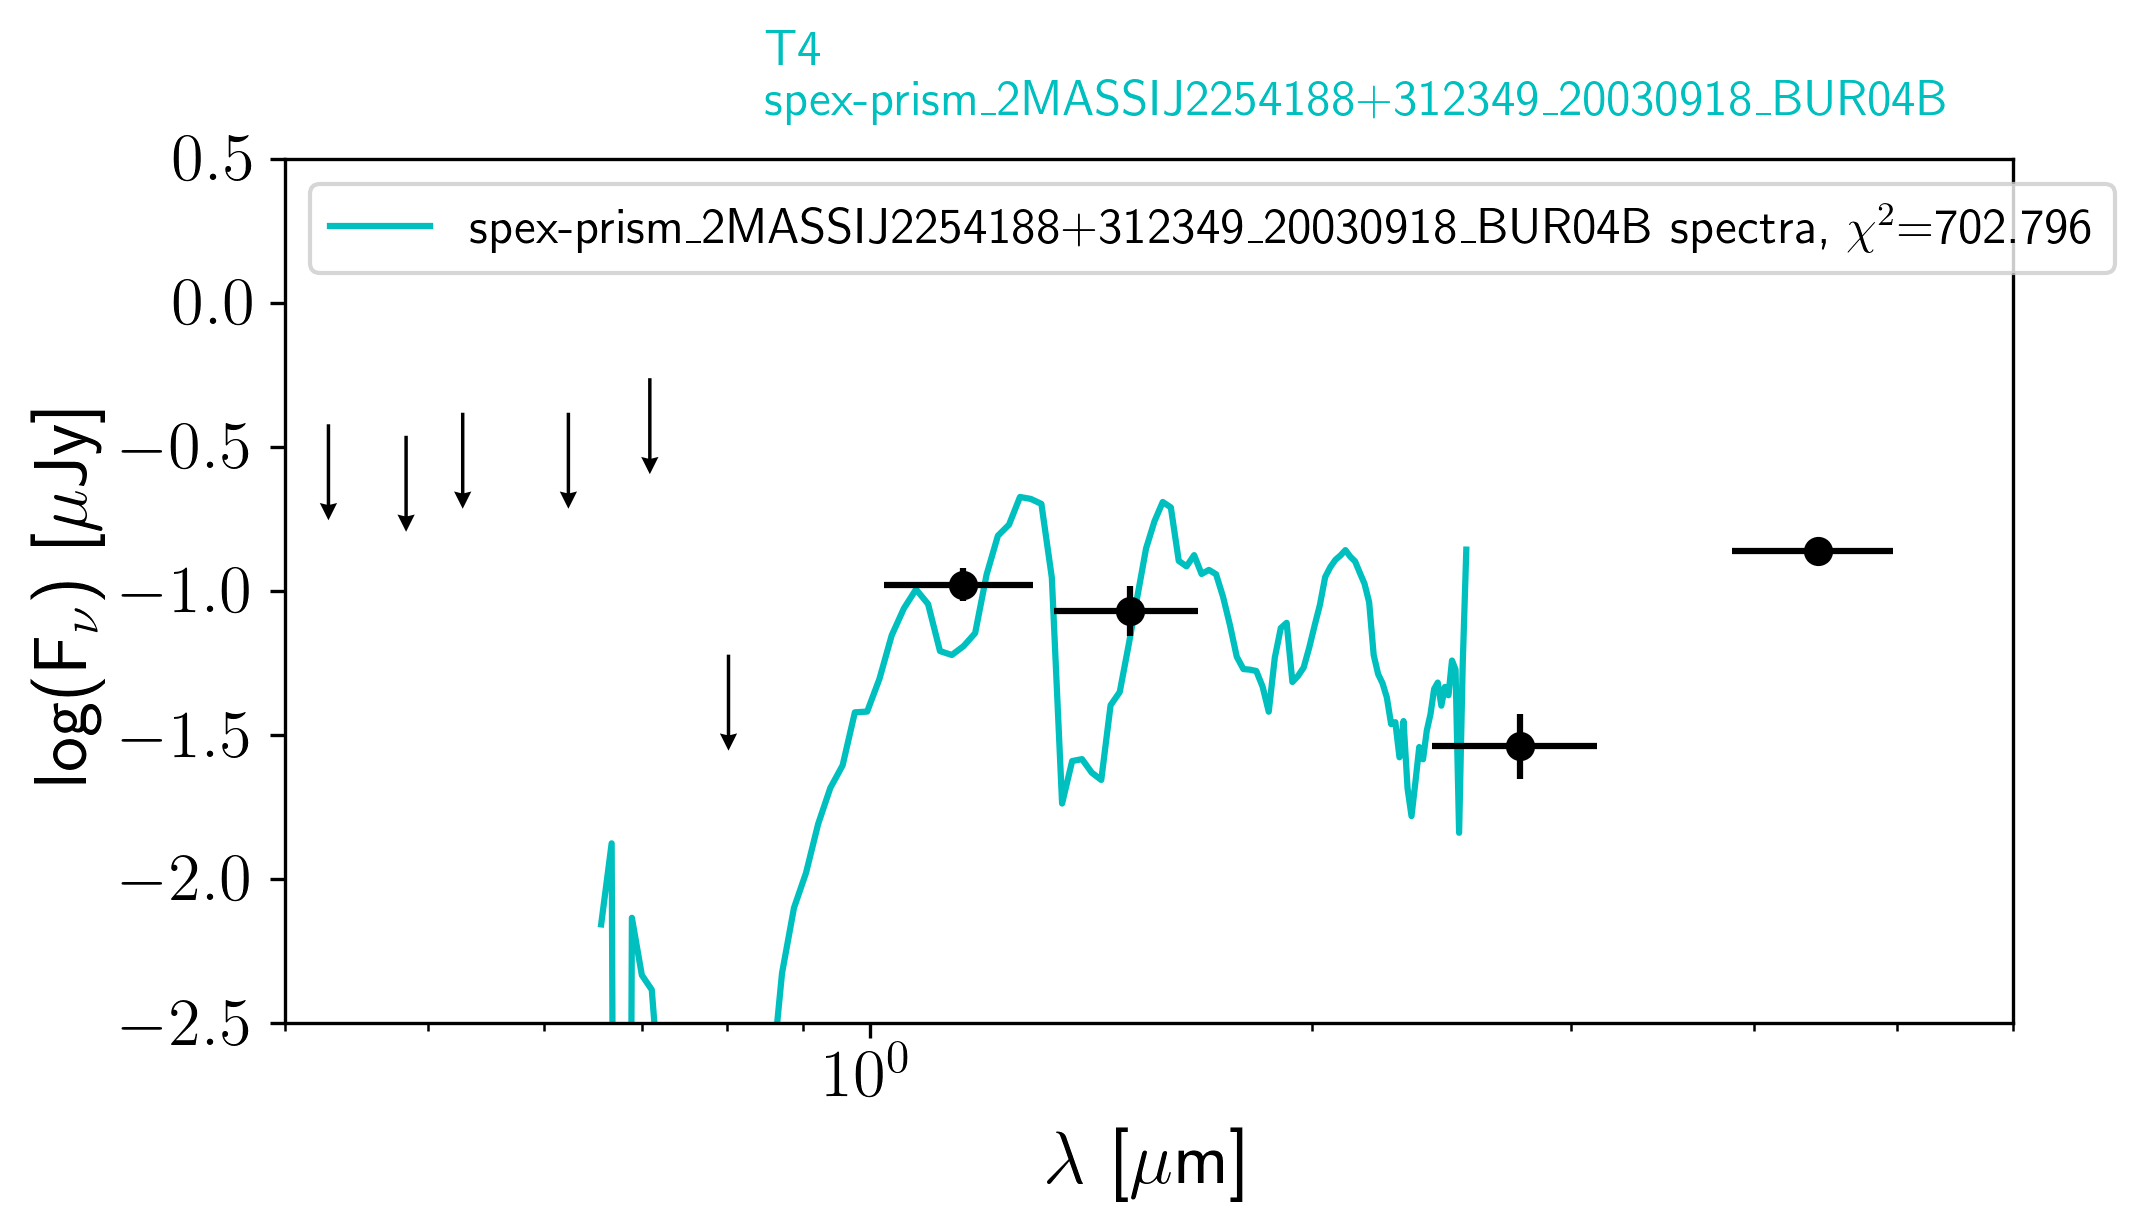 T4
spex-prism_2MASSIJ2254188+312349_20030918_BUR04B
spex-prism_2MASSIJ2254188+312349_20030918_BUR04B spectra, χ²=702.796
0.5
0.0
−0.5
−1.0
−1.5
−2.0
−2.5
log(Fν) [μJy]
10⁰
λ [μm]